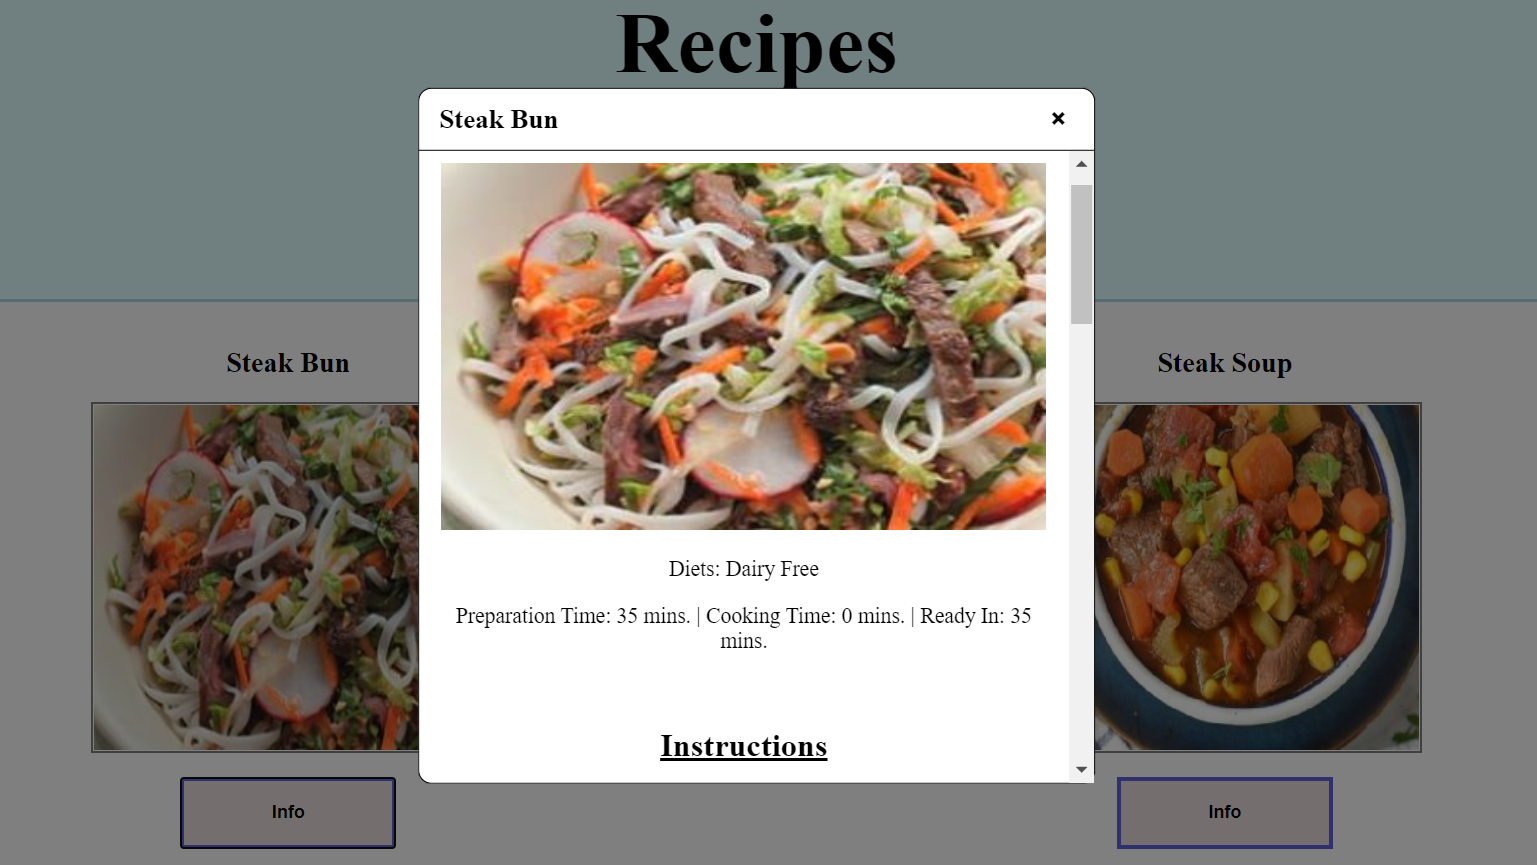 Recipes
Steak Bun ×
Diets: Dairy Free
Preparation Time: 35 mins. | Cooking Time: 0 mins. | Ready In: 35
mins.
Instructions
Steak Bun
Info
Steak Soup
Info